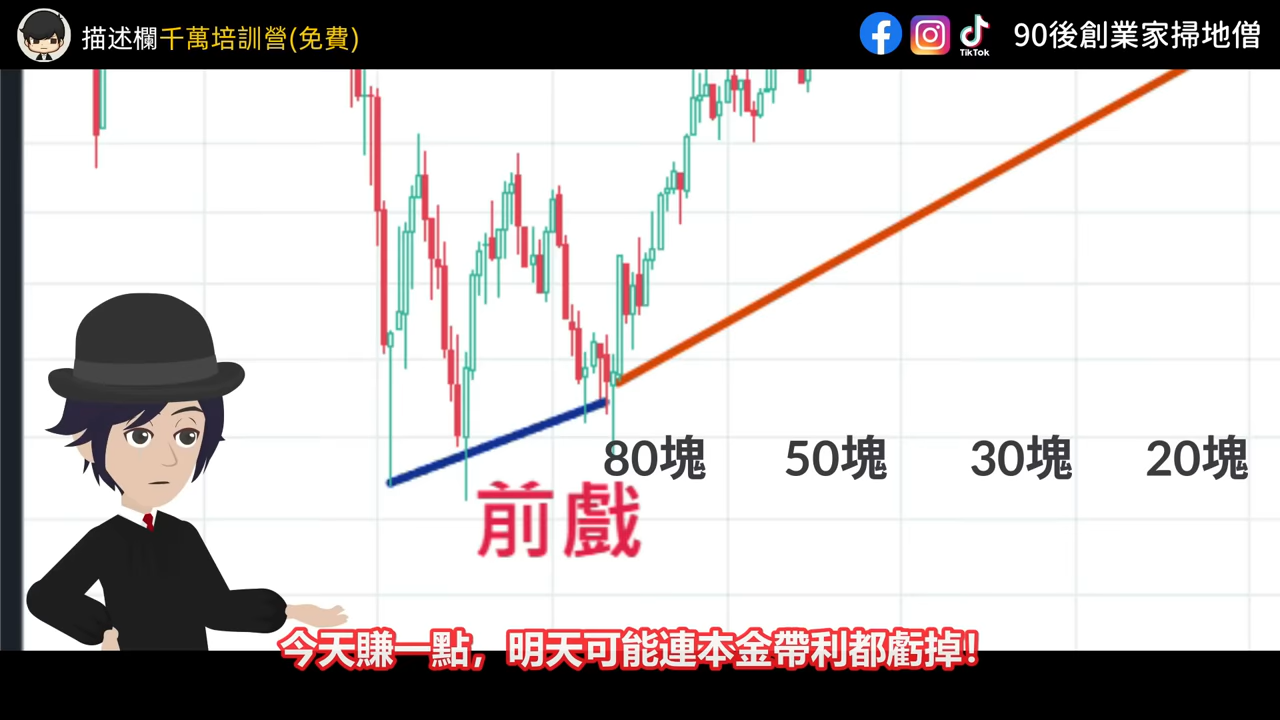 描述欄千萬培訓營(免費)
TikTok
90後創業家掃地僧
80塊 50塊 30塊 20塊
前戲
今天賺一點，明天可能連本金帶利都虧掉！